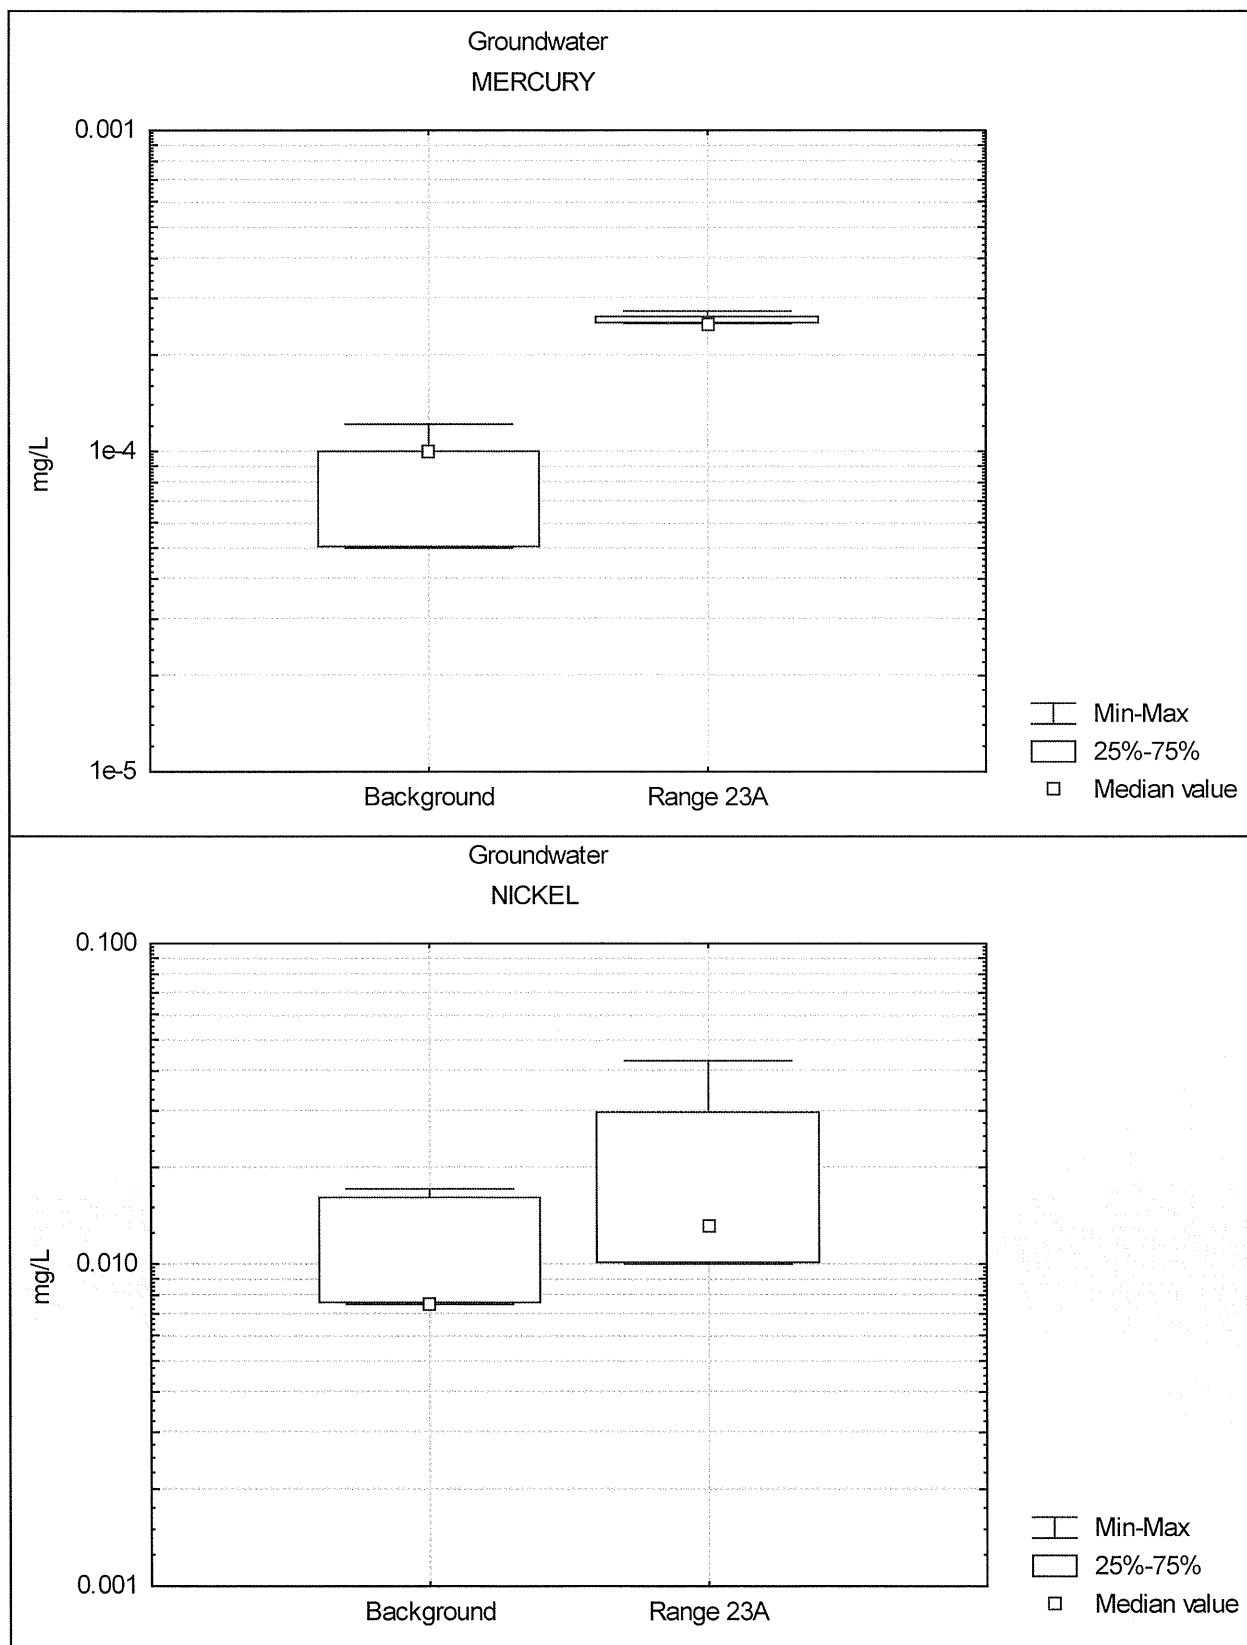 Groundwater
MERCURY
0.001
1e-4
1e-5
mg/L
Background Range 23A
Min-Max
25%-75%
Median value
Groundwater
NICKEL
0.100
0.010
0.001
mg/L
Background Range 23A
Min-Max
25%-75%
Median value